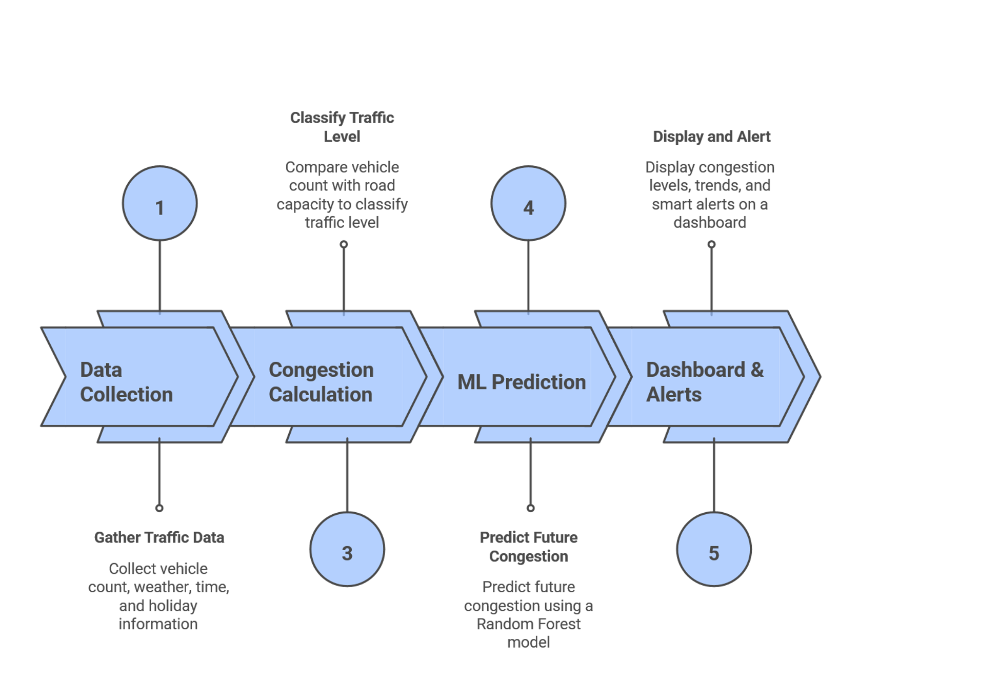 1
Data
Collection
Gather Traffic Data
Collect vehicle
count, weather, time,
and holiday
information
Classify Traffic
Level
Compare vehicle
count with road
capacity to classify
traffic level
Congestion
Calculation
3
4
ML Prediction
Predict Future
Congestion
Predict future
congestion using a
Random Forest
model
Display and Alert
Display congestion
levels, trends, and
smart alerts on a
dashboard
Dashboard &
Alerts
5